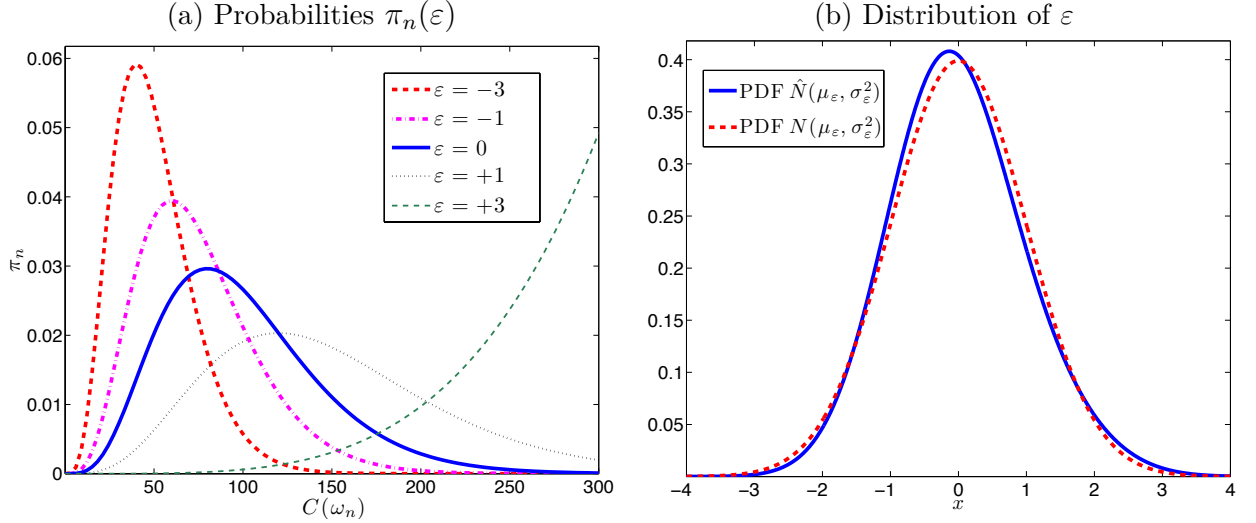 (a) Probabilities πn(ε)
0.06
0.05
0.04
0.03
0.02
0.01
0
πn
50
100
150
200
250
300
C(ωn)
ε = −3
ε = −1
ε = 0
ε = +1
ε = +3
(b) Distribution of ε
0.4
0.35
0.3
0.25
0.2
0.15
0.1
0.05
−4
−3
−2
−1
0
1
2
3
4
x
PDF N̂(με, σε²)
PDF N(με, σε²)